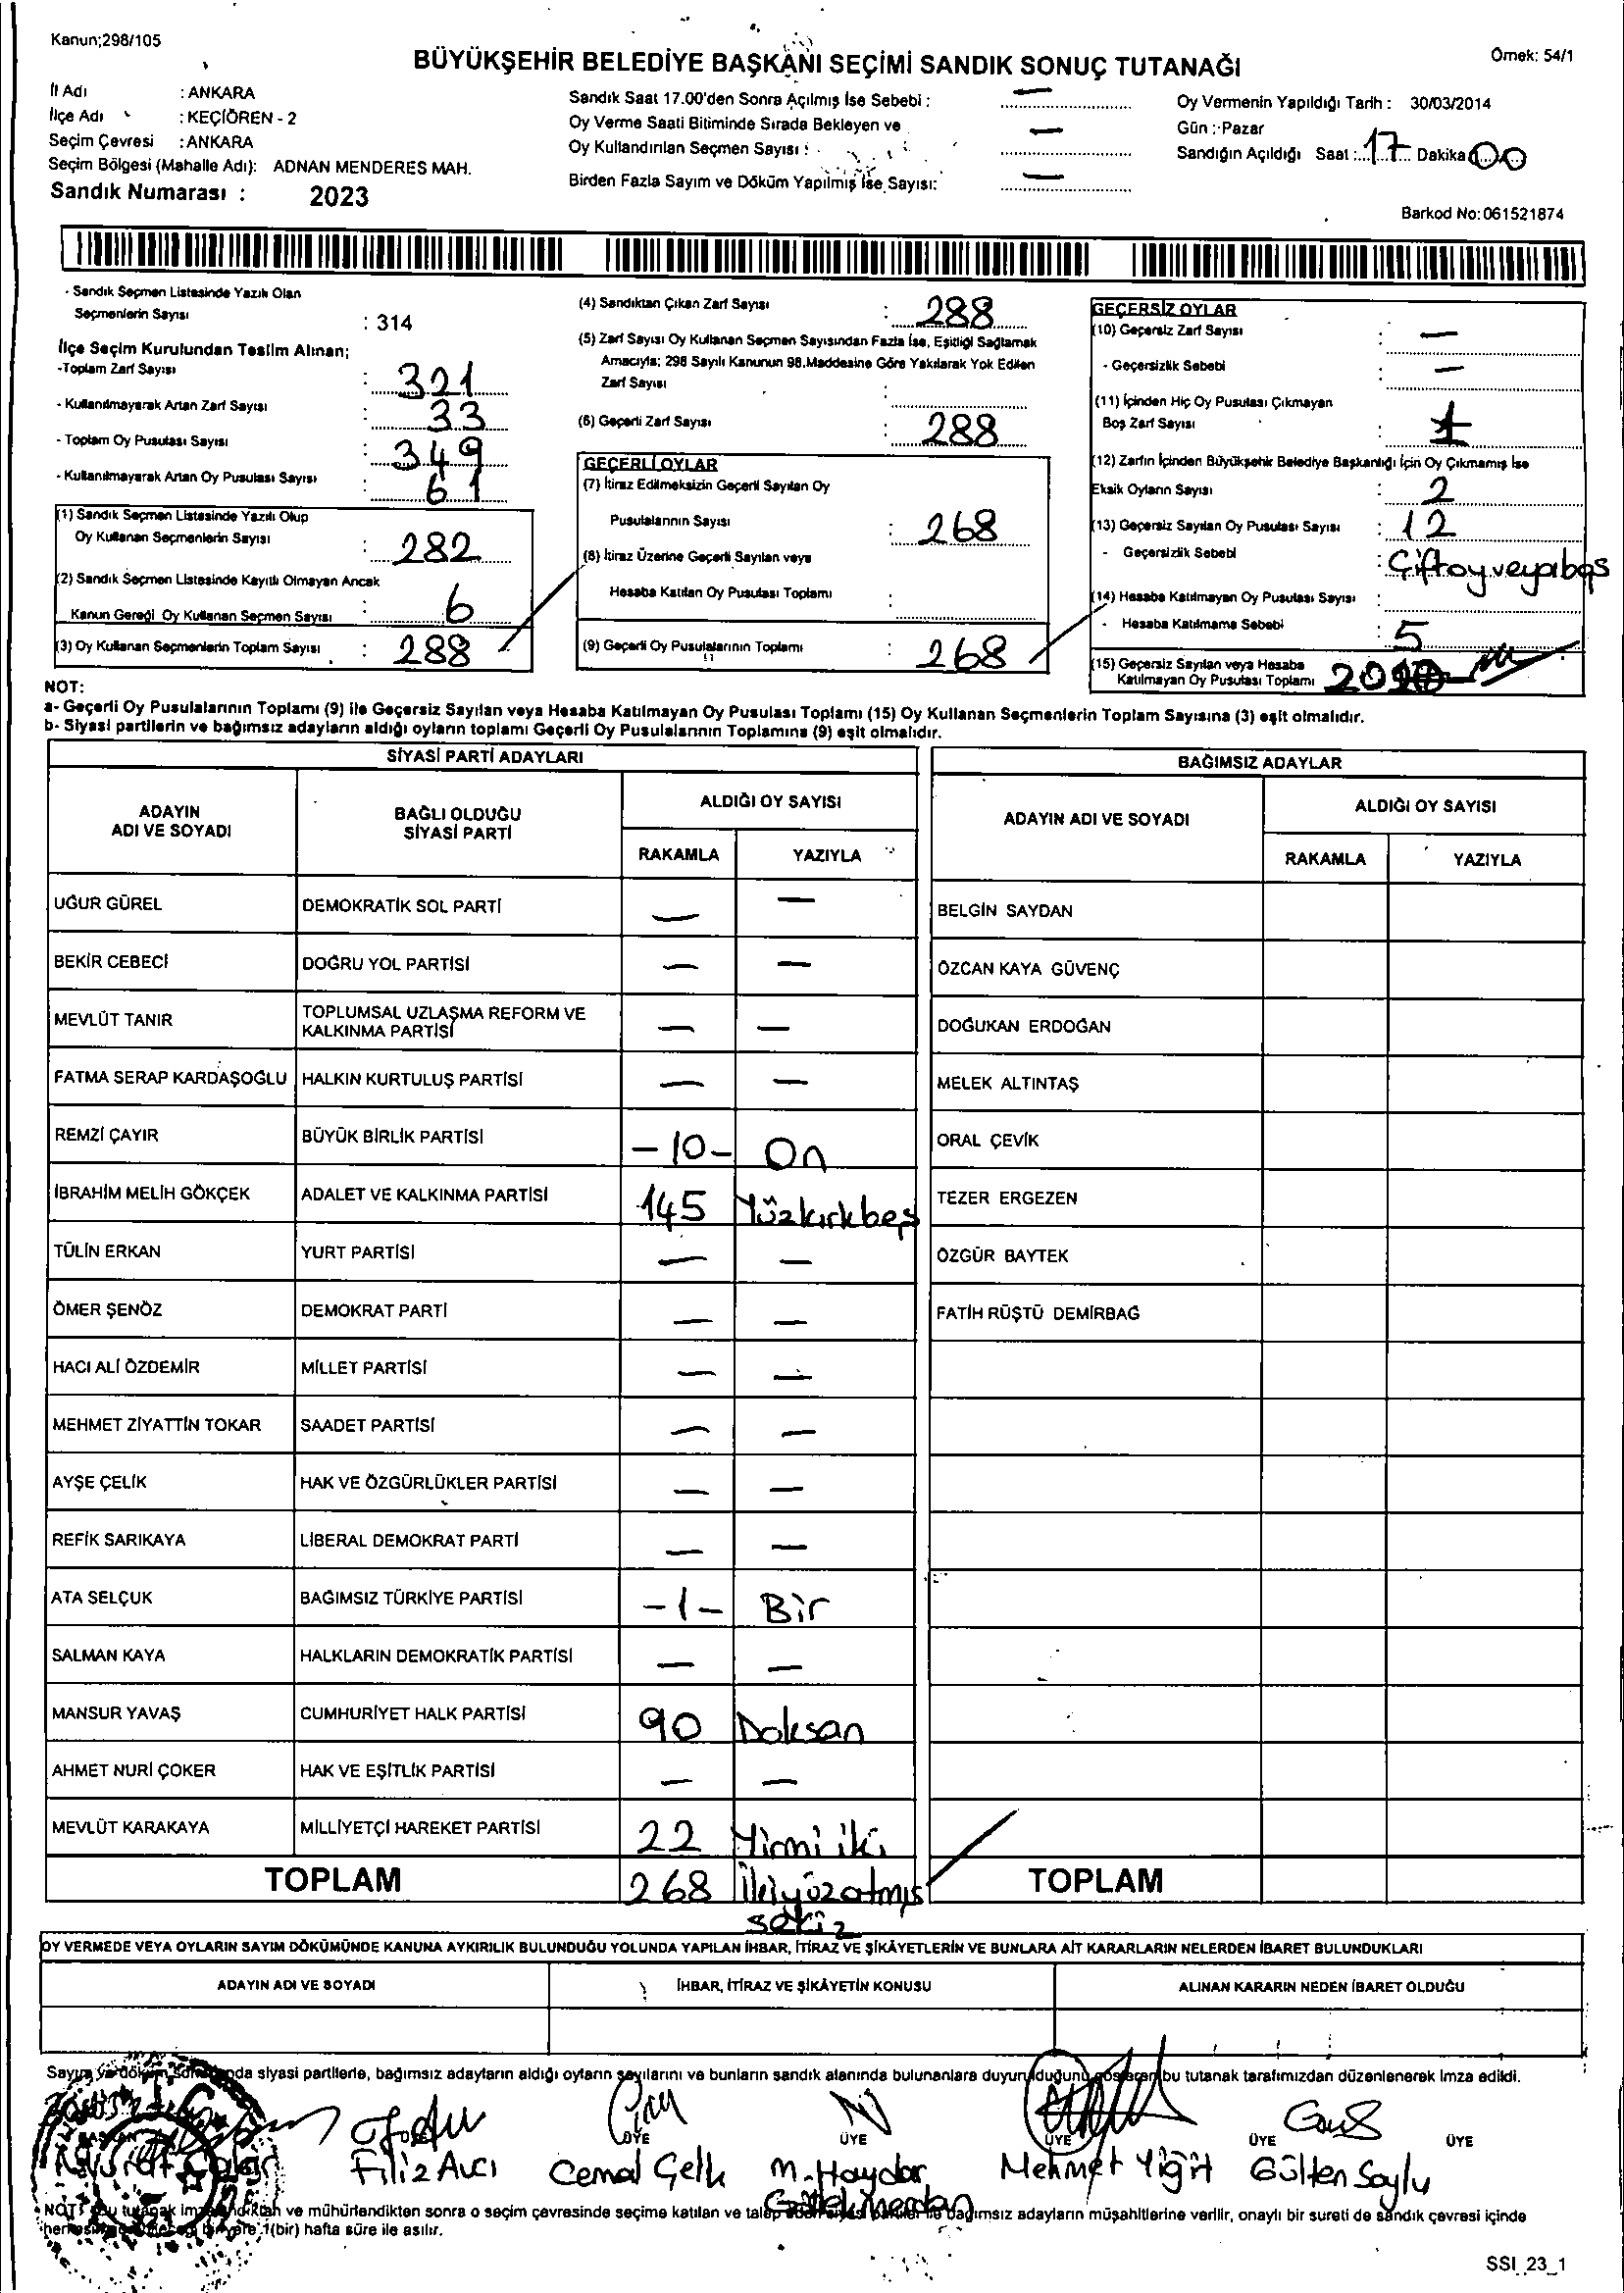 Kanun;298/105
BÜYÜKŞEHİR BELEDİYE BAŞKANI SEÇİMİ SANDIK SONUÇ TUTANAĞI
Örnek: 54/1
İl Adı : ANKARA
İlçe Adı : KEÇİÖREN - 2
Seçim Çevresi : ANKARA
Seçim Bölgesi (Mahalle Adı): ADNAN MENDERES MAH.
Sandık Numarası : 2023
Sandık Saat 17.00'den Sonra Açılmış İse Sebebi : —
Oy Verme Saati Bitiminde Sırada Bekleyen ve
Oy Kullandırılan Seçmen Sayısı : —
Birden Fazla Sayım ve Döküm Yapılmış İse Sayısı: —
Oy Vermenin Yapıldığı Tarih : 30/03/2014
Gün : Pazar
Sandığın Açıldığı Saat : 17 Dakika 00
Barkod No: 061521874
- Sandık Seçmen Listesinde Yazılı Olan
Seçmenlerin Sayısı : 314
İlçe Seçim Kurulundan Teslim Alınan;
-Toplam Zarf Sayısı : 321
- Kullanılmayarak Artan Zarf Sayısı : 33
- Toplam Oy Pusulası Sayısı : 349
- Kullanılmayarak Artan Oy Pusulası Sayısı : 61
(1) Sandık Seçmen Listesinde Yazılı Olup
Oy Kullanan Seçmenlerin Sayısı : 282
(2) Sandık Seçmen Listesinde Kayıtlı Olmayan Ancak
Kanun Gereği Oy Kullanan Seçmen Sayısı : 6
(3) Oy Kullanan Seçmenlerin Toplam Sayısı : 288
(4) Sandıktan Çıkan Zarf Sayısı : 288
(5) Zarf Sayısı Oy Kullanan Seçmen Sayısından Fazla İse, Eşitliği Sağlamak
Amacıyla; 298 Sayılı Kanunun 98.Maddesine Göre Yakılarak Yok Edilen
Zarf Sayısı :
(6) Geçerli Zarf Sayısı : 288
GEÇERLİ OYLAR
(7) İtiraz Edilmeksizin Geçerli Sayılan Oy
Pusulalarının Sayısı : 268
(8) İtiraz Üzerine Geçerli Sayılan veya
Hesaba Katılan Oy Pusulası Toplamı :
(9) Geçerli Oy Pusulalarının Toplamı : 268
GEÇERSİZ OYLAR
(10) Geçersiz Zarf Sayısı : —
- Geçersizlik Sebebi : —
(11) İçinden Hiç Oy Pusulası Çıkmayan
Boş Zarf Sayısı : 1
(12) Zarfın İçinden Büyükşehir Belediye Başkanlığı İçin Oy Çıkmamış İse
Eksik Oyların Sayısı : 2
(13) Geçersiz Sayılan Oy Pusulası Sayısı : 12
- Geçersizlik Sebebi : Çift oy veya boş
(14) Hesaba Katılmayan Oy Pusulası Sayısı :
- Hesaba Katılmama Sebebi : 5
(15) Geçersiz Sayılan veya Hesaba
Katılmayan Oy Pusulası Toplamı 20
NOT:
a- Geçerli Oy Pusulalarının Toplamı (9) ile Geçersiz Sayılan veya Hesaba Katılmayan Oy Pusulası Toplamı (15) Oy Kullanan Seçmenlerin Toplam Sayısına (3) eşit olmalıdır.
b- Siyasi partilerin ve bağımsız adayların aldığı oyların toplamı Geçerli Oy Pusulalarının Toplamına (9) eşit olmalıdır.
SİYASİ PARTİ ADAYLARI
ADAYIN
ADI VE SOYADI
BAĞLI OLDUĞU
SİYASİ PARTİ
ALDIĞI OY SAYISI
RAKAMLA YAZIYLA
UĞUR GÜREL DEMOKRATİK SOL PARTİ — —
BEKİR CEBECİ DOĞRU YOL PARTİSİ — —
MEVLÜT TANIR TOPLUMSAL UZLAŞMA REFORM VE
KALKINMA PARTİSİ — —
FATMA SERAP KARDAŞOĞLU HALKIN KURTULUŞ PARTİSİ — —
REMZİ ÇAYIR BÜYÜK BİRLİK PARTİSİ -10- On
İBRAHİM MELİH GÖKÇEK ADALET VE KALKINMA PARTİSİ 145 Yüzkırkbeş
TÜLİN ERKAN YURT PARTİSİ — —
ÖMER ŞENÖZ DEMOKRAT PARTİ — —
HACI ALİ ÖZDEMİR MİLLET PARTİSİ — —
MEHMET ZİYATTİN TOKAR SAADET PARTİSİ — —
AYŞE ÇELİK HAK VE ÖZGÜRLÜKLER PARTİSİ — —
REFİK SARIKAYA LİBERAL DEMOKRAT PARTİ — —
ATA SELÇUK BAĞIMSIZ TÜRKİYE PARTİSİ -1- Bir
SALMAN KAYA HALKLARIN DEMOKRATİK PARTİSİ — —
MANSUR YAVAŞ CUMHURİYET HALK PARTİSİ 90 Doksan
AHMET NURİ ÇOKER HAK VE EŞİTLİK PARTİSİ — —
MEVLÜT KARAKAYA MİLLİYETÇİ HAREKET PARTİSİ 22 Yirmi iki
TOPLAM 268 İkiyüzatmış
sekiz
BAĞIMSIZ ADAYLAR
ADAYIN ADI VE SOYADI
ALDIĞI OY SAYISI
RAKAMLA YAZIYLA
BELGİN SAYDAN
ÖZCAN KAYA GÜVENÇ
DOĞUKAN ERDOĞAN
MELEK ALTINTAŞ
ORAL ÇEVİK
TEZER ERGEZEN
ÖZGÜR BAYTEK
FATİH RÜŞTÜ DEMİRBAĞ
TOPLAM
OY VERMEDE VEYA OYLARIN SAYIM DÖKÜMÜNDE KANUNA AYKIRILIK BULUNDUĞU YOLUNDA YAPILAN İHBAR, İTİRAZ VE ŞİKÂYETLERİN VE BUNLARA AİT KARARLARIN NELERDEN İBARET BULUNDUKLARI
ADAYIN ADI VE SOYADI
İHBAR, İTİRAZ VE ŞİKÂYETİN KONUSU
ALINAN KARARIN NEDEN İBARET OLDUĞU
Sayım ve döküm sonunda siyasi partilerle, bağımsız adayların aldığı oyların sayılarını ve bunların sandık alanında bulunanlara duyurulduğunu gösteren bu tutanak tarafımızdan düzenlenerek imza edildi.
BAŞKAN ÜYE ÜYE ÜYE ÜYE ÜYE ÜYE
Filiz Avcı Cemal Çelik M. Haydar Mehmet Yiğit Gülten Saylu
NOT: Bu tutanak imzalandıktan ve mühürlendikten sonra o seçim çevresinde seçime katılan ve talep eden siyasi partiler ile bağımsız adayların müşahitlerine verilir, onaylı bir sureti de sandık çevresi içinde
bir yere 1(bir) hafta süre ile asılır.
SSI_23_1